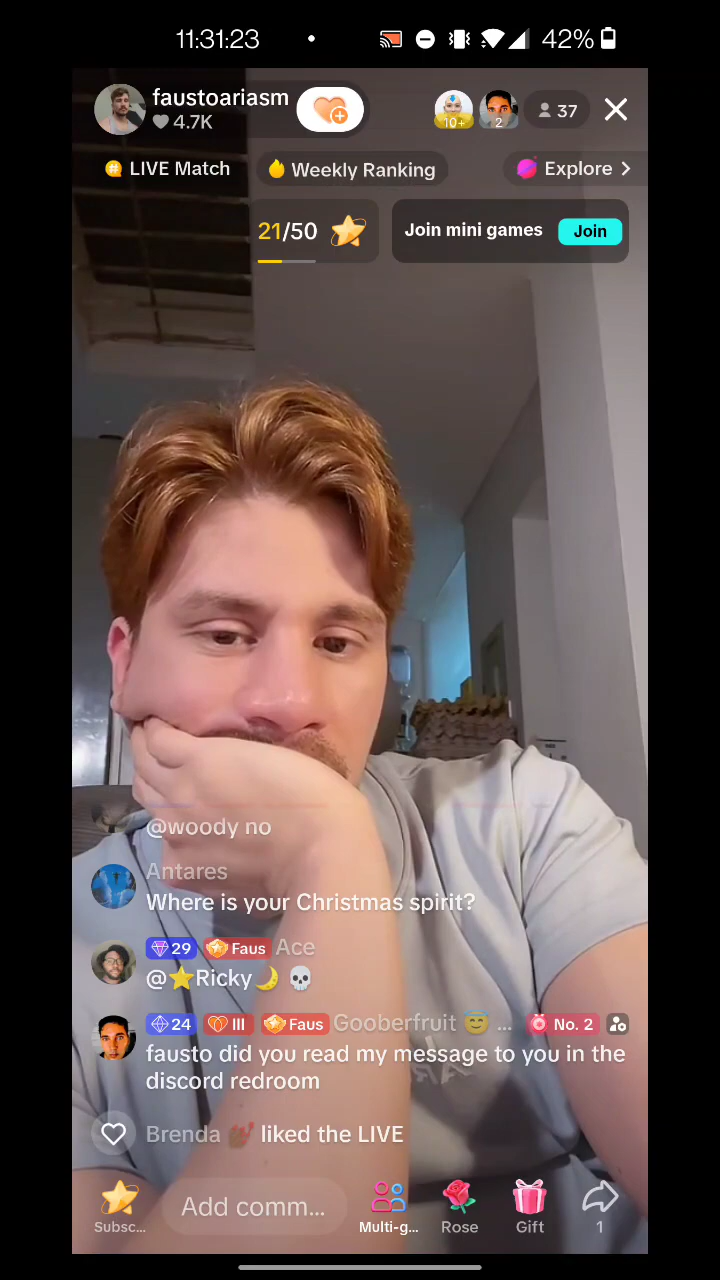 11:31:23
42%
faustoariasm
4.7K
10+
2
37
LIVE Match
Weekly Ranking
Explore
21/50
Join mini games
Join
@woody no
Antares
Where is your Christmas spirit?
29 Faus Ace
@⭐Ricky🌙 💀
24 III Faus Gooberfruit 😇 ... No. 2
fausto did you read my message to you in the
discord redroom
Brenda 💅🏾 liked the LIVE
Subsc...
Add comm...
Multi-g...
Rose
Gift
1